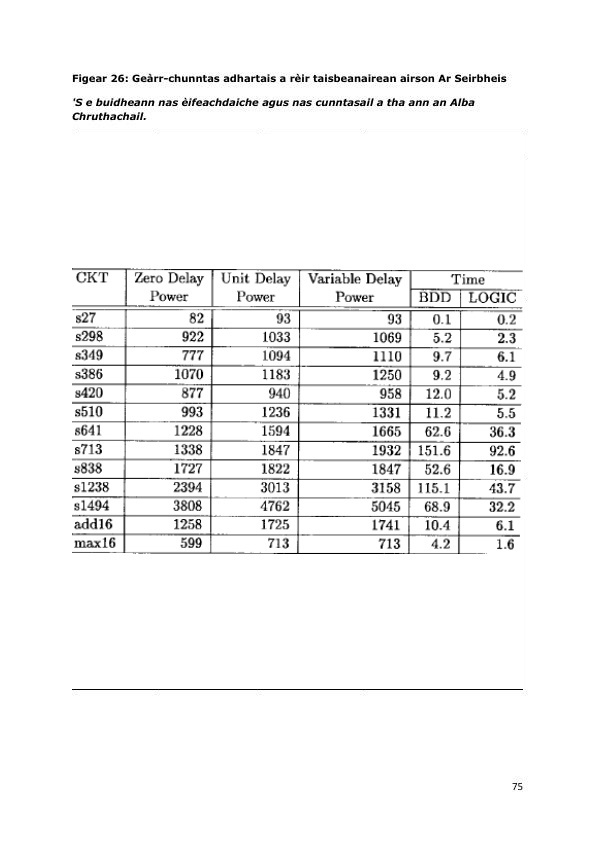 Figear 26: Geàrr-chunntas adhartais a rèir taisbeanairean airson Ar Seirbheis
'S e buidheann nas èifeachdaiche agus nas cunntasail a tha ann an Alba
Chruthachail.
CKT Zero Delay Unit Delay Variable Delay Time
Power Power Power BDD LOGIC
s27 82 93 93 0.1 0.2
s298 922 1033 1069 5.2 2.3
s349 777 1094 1110 9.7 6.1
s386 1070 1183 1250 9.2 4.9
s420 877 940 958 12.0 5.2
s510 993 1236 1331 11.2 5.5
s641 1228 1594 1665 62.6 36.3
s713 1338 1847 1932 151.6 92.6
s838 1727 1822 1847 52.6 16.9
s1238 2394 3013 3158 115.1 43.7
s1494 3808 4762 5045 68.9 32.2
add16 1258 1725 1741 10.4 6.1
max16 599 713 713 4.2 1.6
75